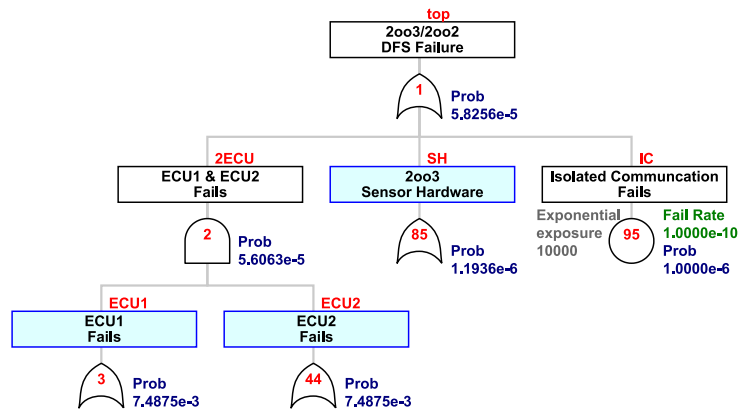 top
2oo3/2oo2
DFS Failure
1
Prob
5.8256e-5
2ECU
ECU1 & ECU2
Fails
2
Prob
5.6063e-5
SH
2oo3
Sensor Hardware
85
Prob
1.1936e-6
IC
Isolated Communcation
Fails
Exponential
exposure
10000
95
Fail Rate
1.0000e-10
Prob
1.0000e-6
ECU1
ECU1
Fails
3
Prob
7.4875e-3
ECU2
ECU2
Fails
44
Prob
7.4875e-3